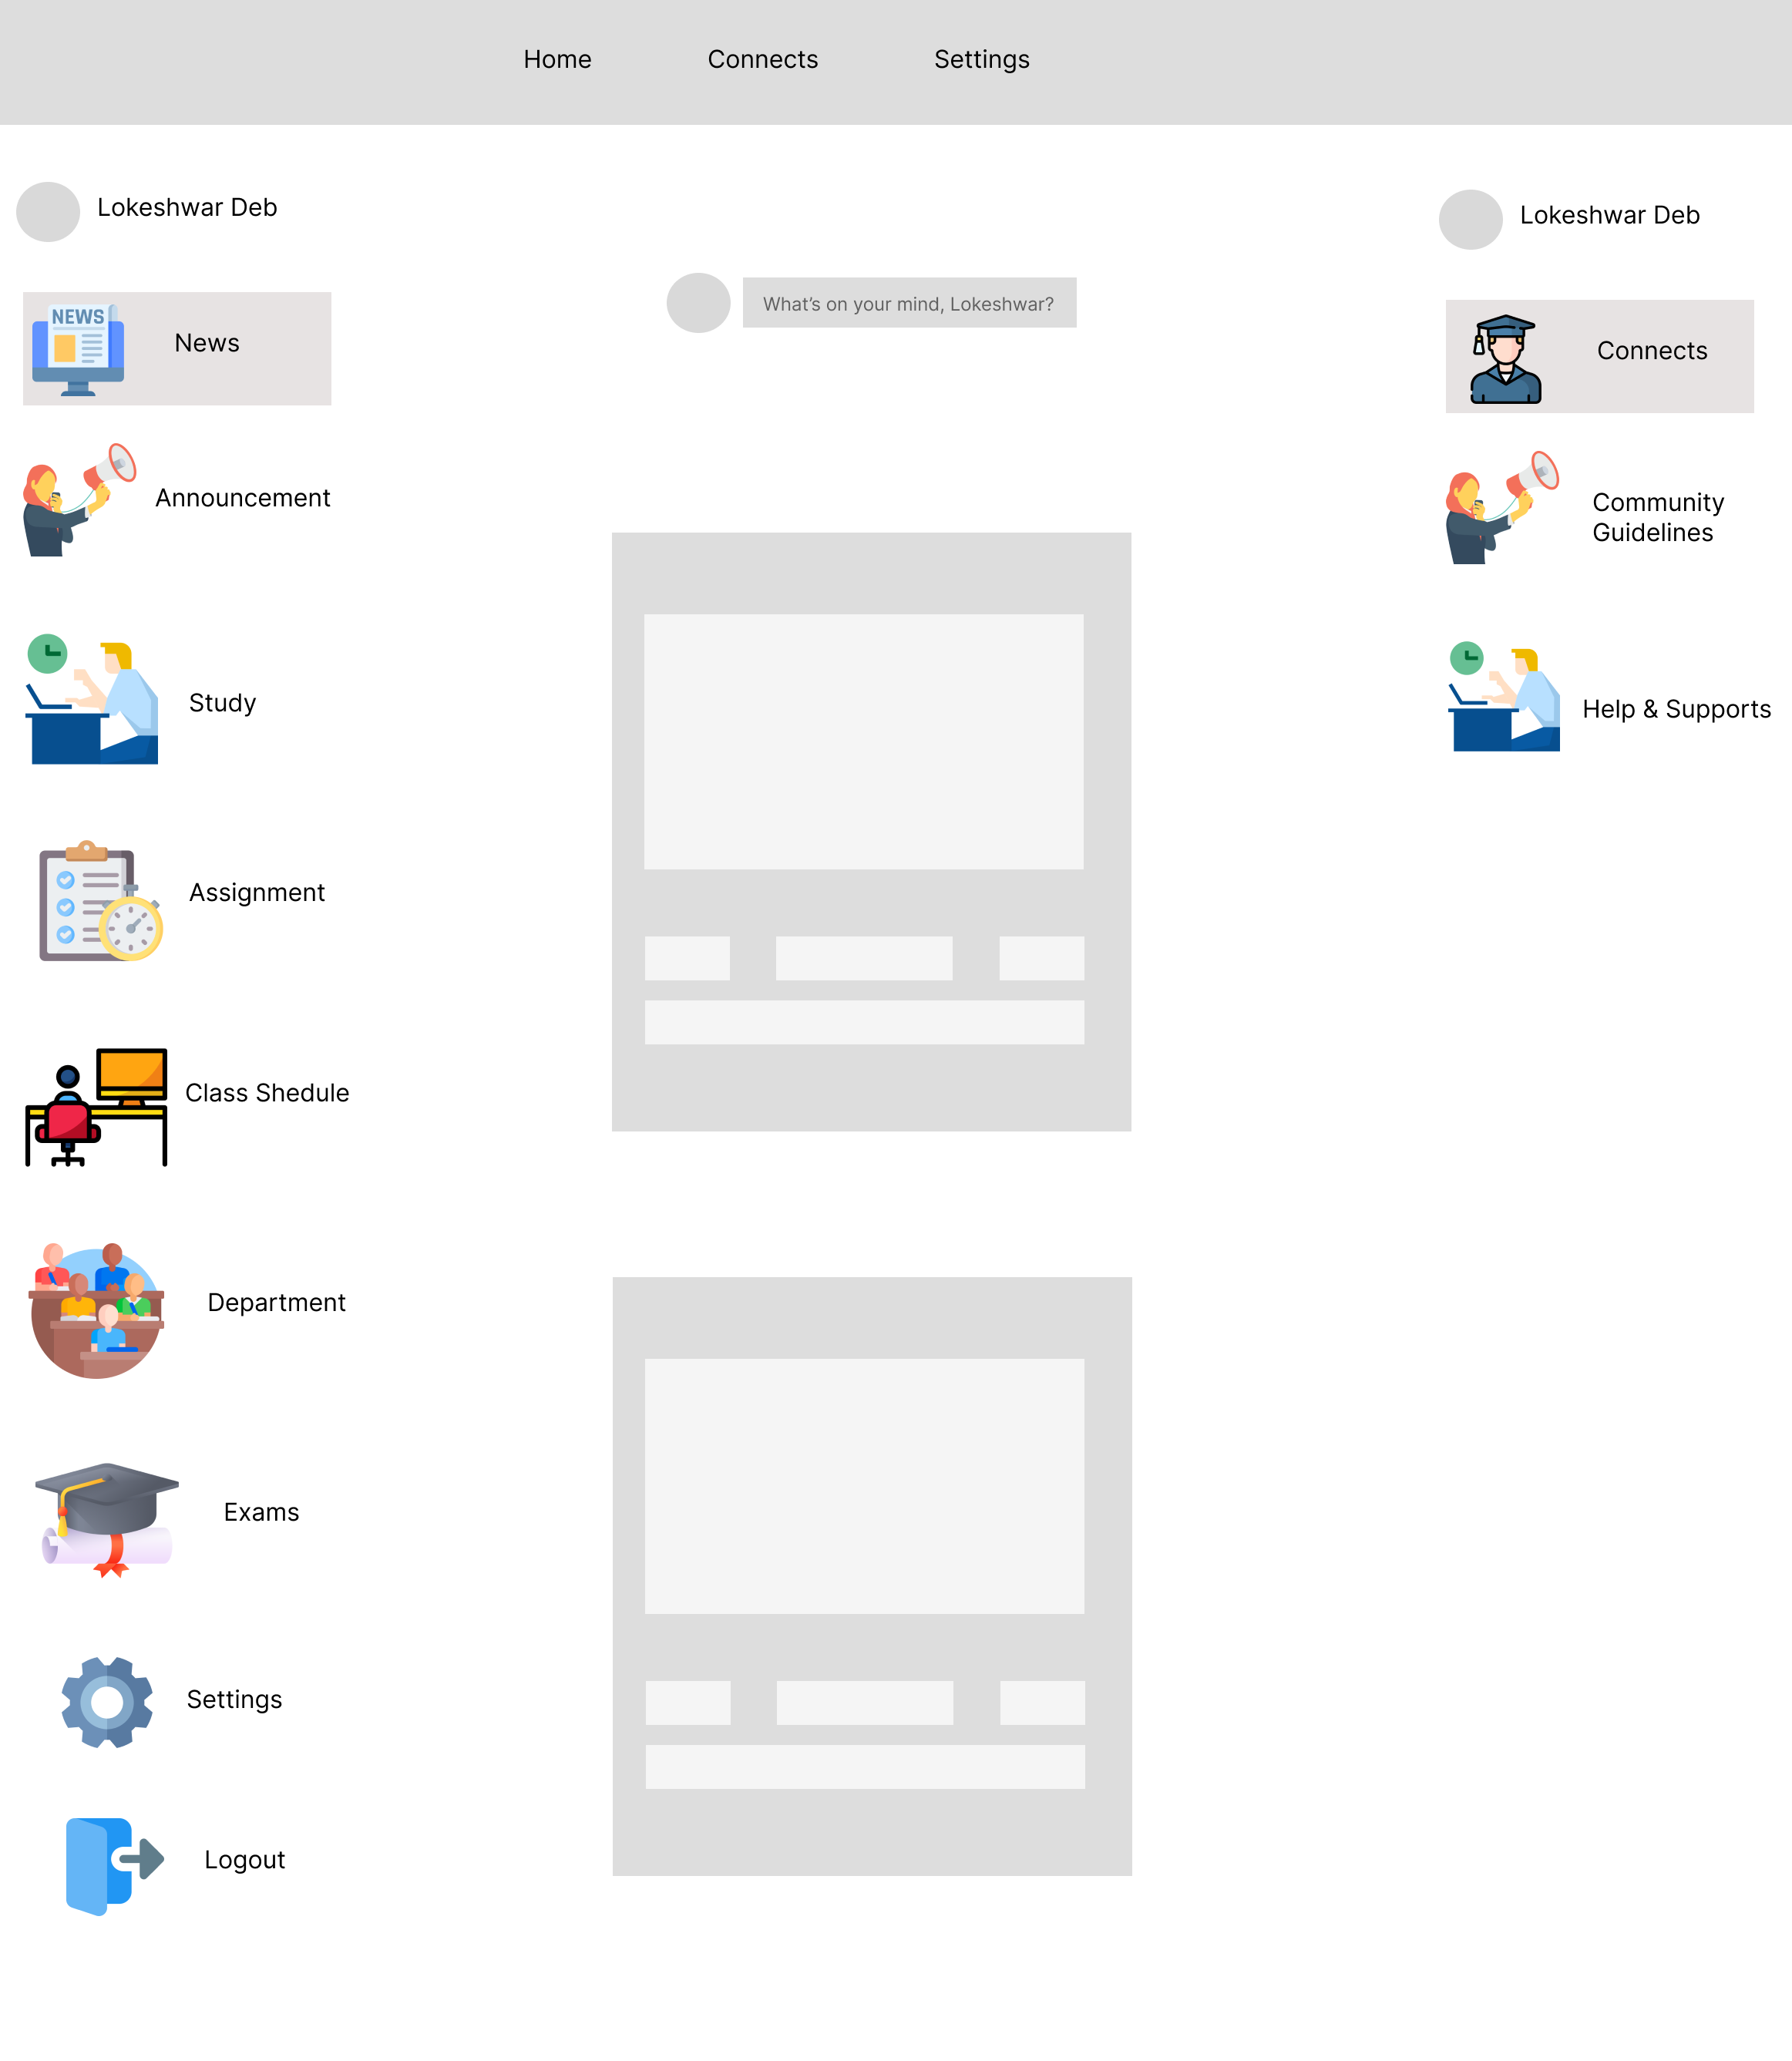 Home
Connects
Settings
Lokeshwar Deb
NEWS
News
Announcement
Study
Assignment
Class Shedule
Department
Exams
Settings
Logout
What's on your mind, Lokeshwar?
Lokeshwar Deb
Connects
Community
Guidelines
Help & Supports